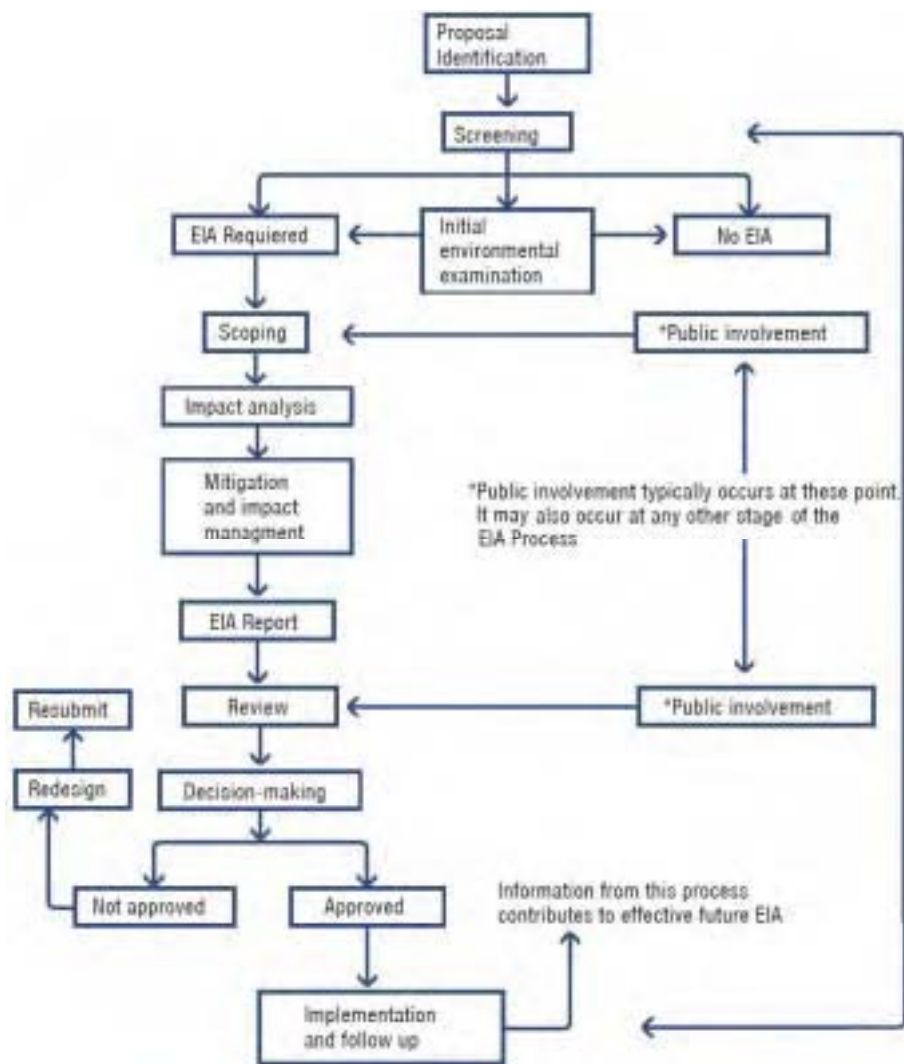 Proposal
Identification
Screening
EIA Requiered
Initial
environmental
examination
No EIA
Scoping
*Public involvement
Impact analysis
Mitigation
and impact
managment
*Public involvement typically occurs at these point.
It may also occur at any other stage of the
EIA Process
EIA Report
Resubmit
Review
*Public involvement
Redesign
Decision-making
Not approved
Approved
Information from this process
contributes to effective future EIA
Implementation
and follow up